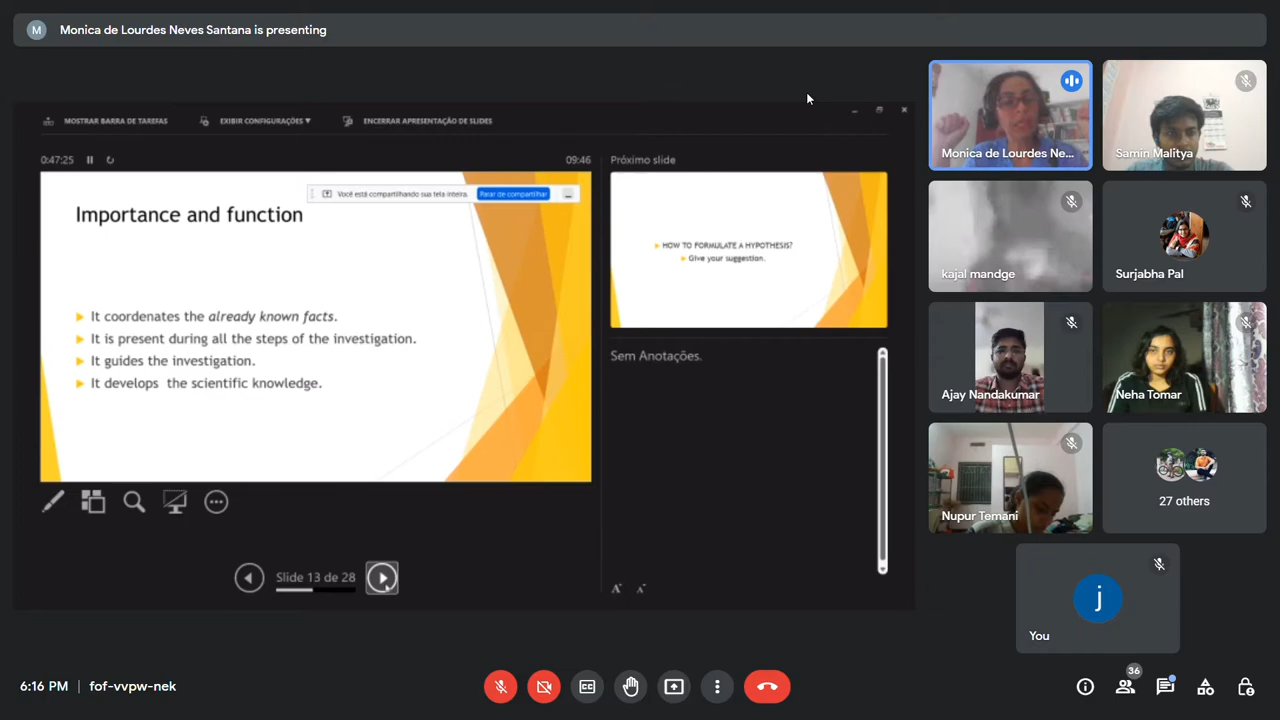 M
Monica de Lourdes Neves Santana is presenting
MOSTRAR BARRA DE TAREFAS
EXIBIR CONFIGURAÇÕES ▼
ENCERRAR APRESENTAÇÃO DE SLIDES
0:47:25
09:46
Próximo slide
Você está compartilhando sua tela inteira.
Parar de compartilhar
Importance and function
It coordenates the already known facts.
It is present during all the steps of the investigation.
It guides the investigation.
It develops the scientific knowledge.
HOW TO FORMULATE A HYPOTHESIS?
Give your suggestion.
Sem Anotações.
Slide 13 de 28
A
A
Monica de Lourdes Ne...
Samin Malitya
kajal mandge
Surjabha Pal
Ajay Nandakumar
Neha Tomar
Nupur Temani
27 others
j
You
6:16 PM
fof-vvpw-nek
CC
36